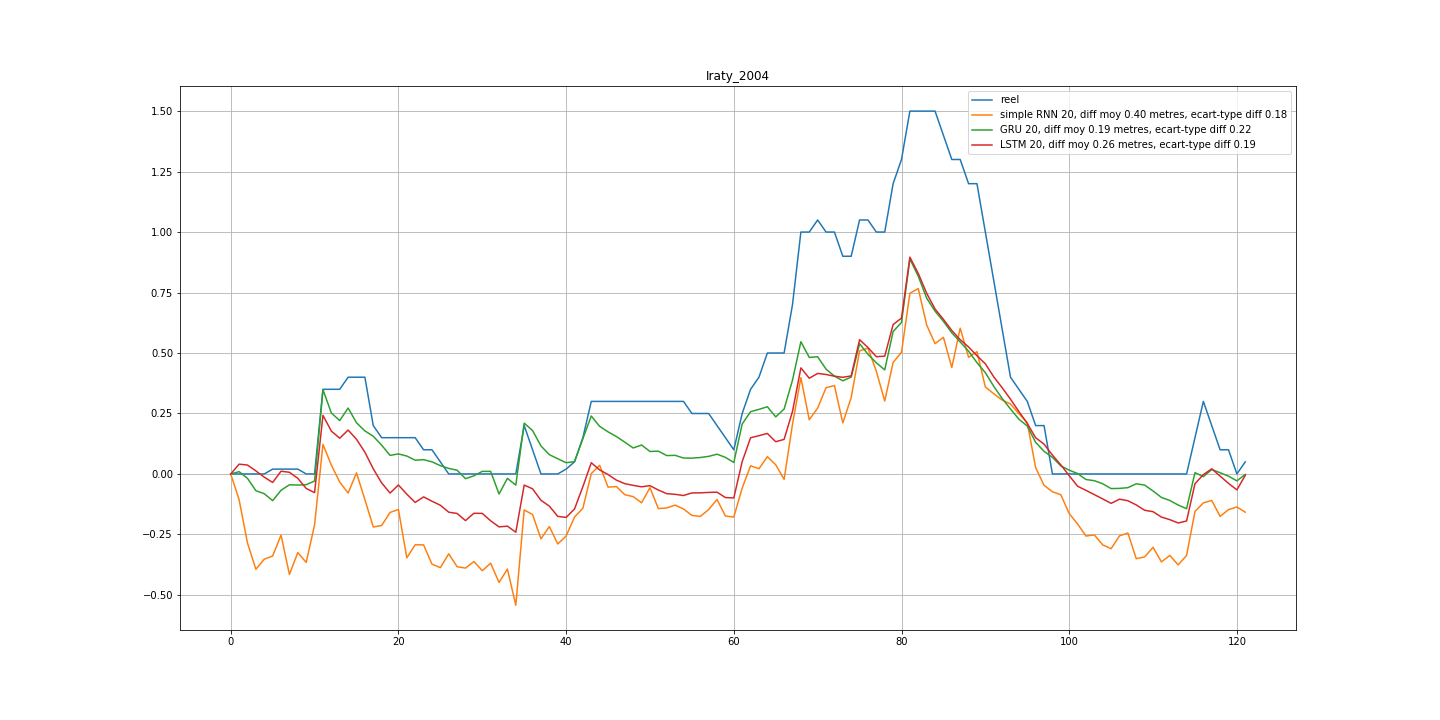 Iraty_2004
reel
simple RNN 20, diff moy 0.40 metres, ecart-type diff 0.18
GRU 20, diff moy 0.19 metres, ecart-type diff 0.22
LSTM 20, diff moy 0.26 metres, ecart-type diff 0.19
1.50
1.25
1.00
0.75
0.50
0.25
0.00
−0.25
−0.50
0 20 40 60 80 100 120